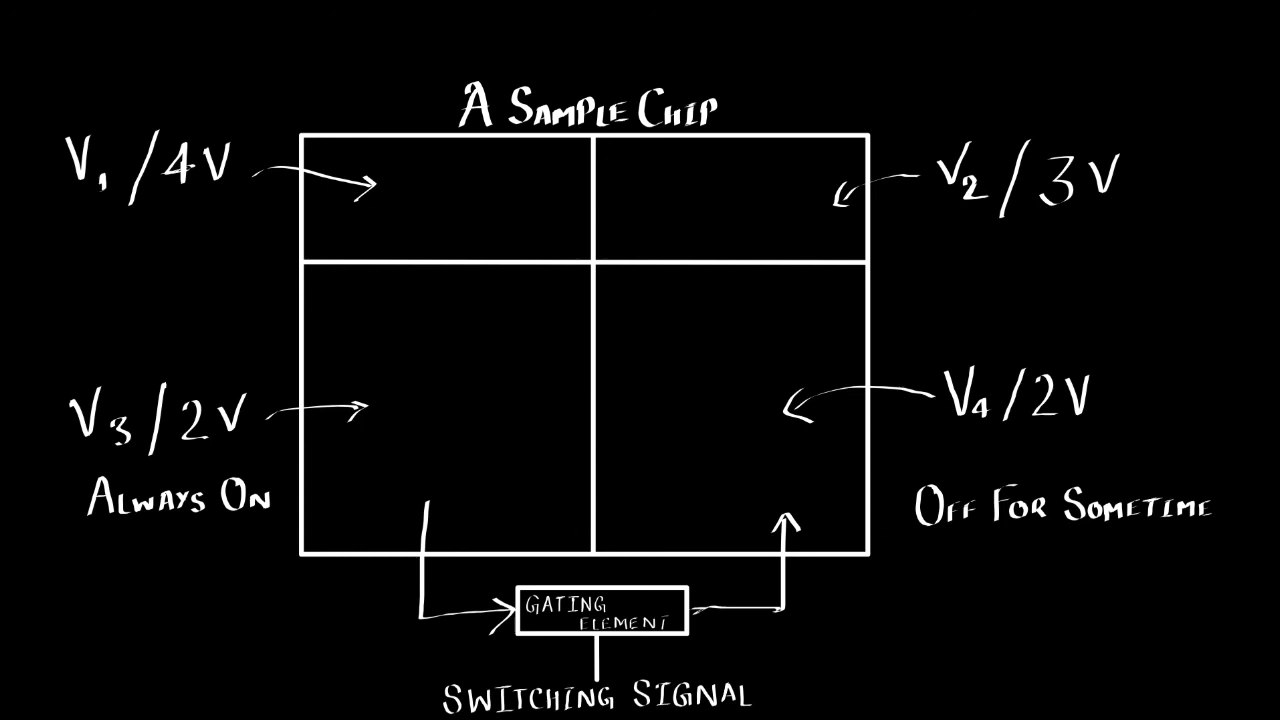 A SAMPLE CHIP
V1/4V
V2/3V
V3/2V
ALWAYS ON
V4/2V
OFF FOR SOMETIME
GATING
ELEMENT
SWITCHING SIGNAL